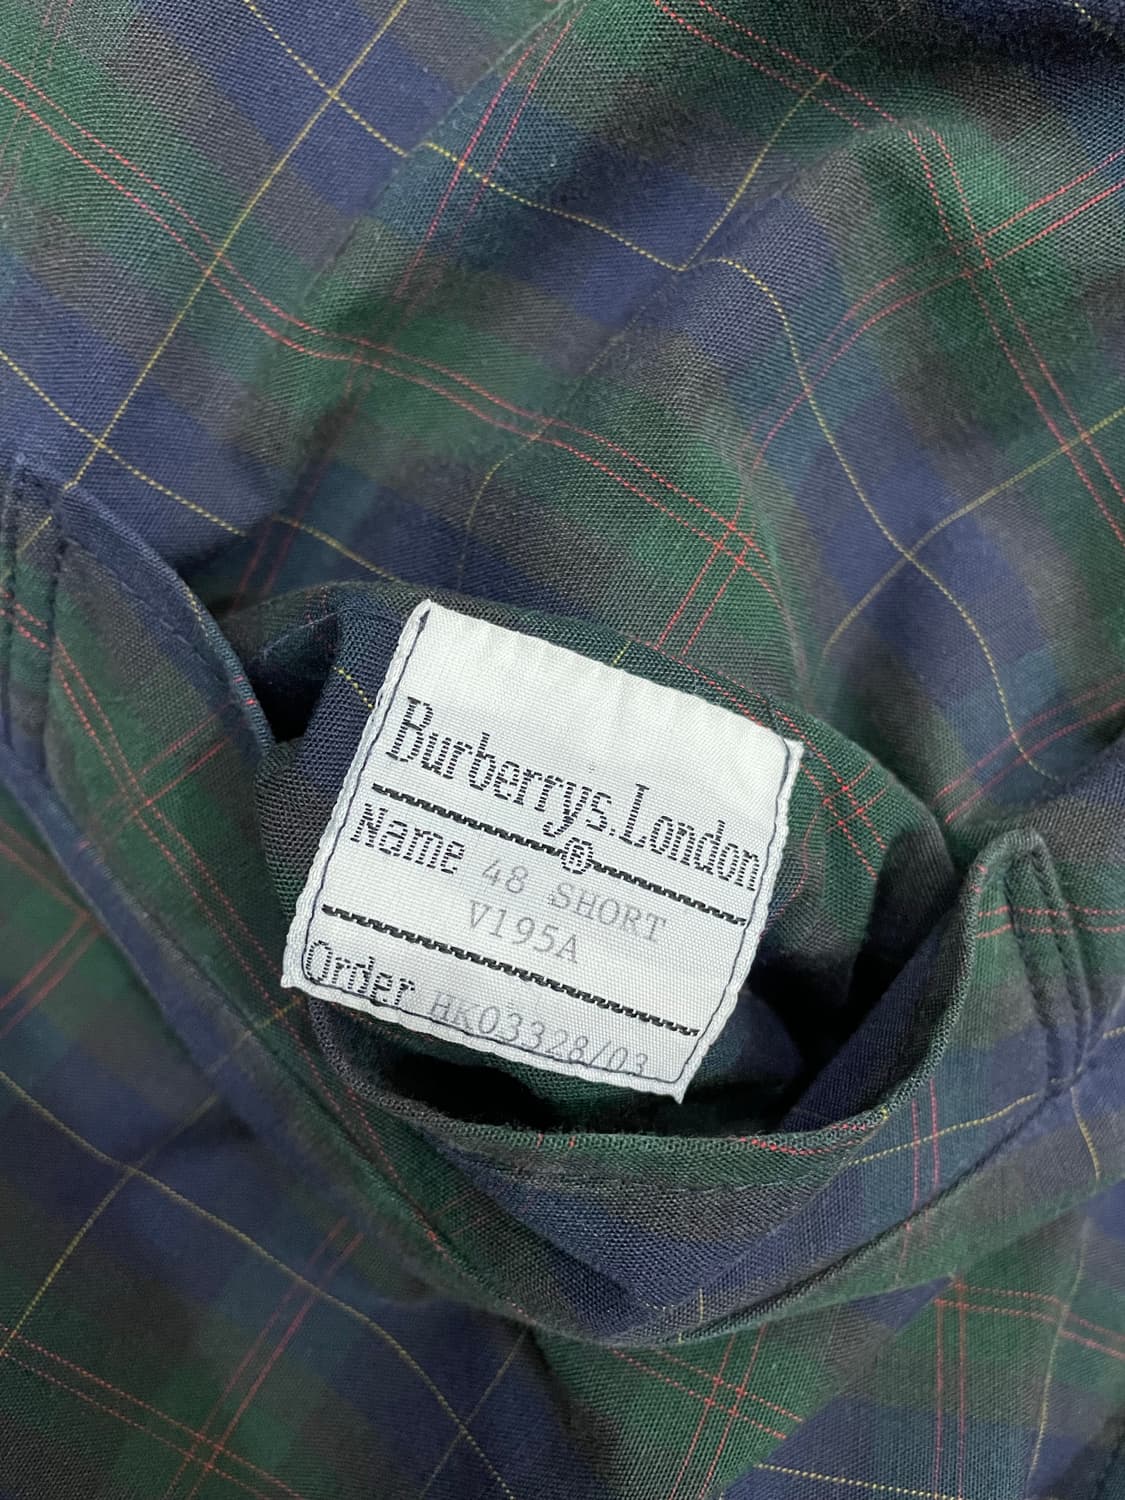 Burberrys.London
®
Name 48 SHORT
V195A
Order HK03328/03